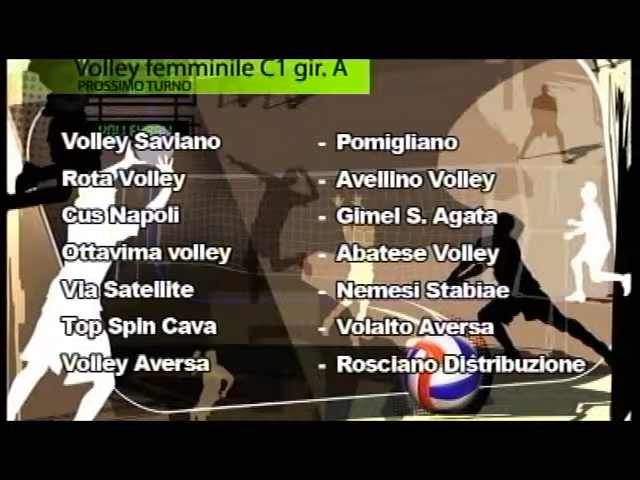 Volley femminile C1 gir. A
PROSSIMO TURNO
VOLLEYBALL
Volley Saviano - Pomigliano
Rota Volley - Avellino Volley
Cus Napoli - Gimel S. Agata
Ottavima volley - Abatese Volley
Via Satellite - Nemesi Stabiae
Top Spin Cava - Volalto Aversa
Volley Aversa - Rosciano Distribuzione